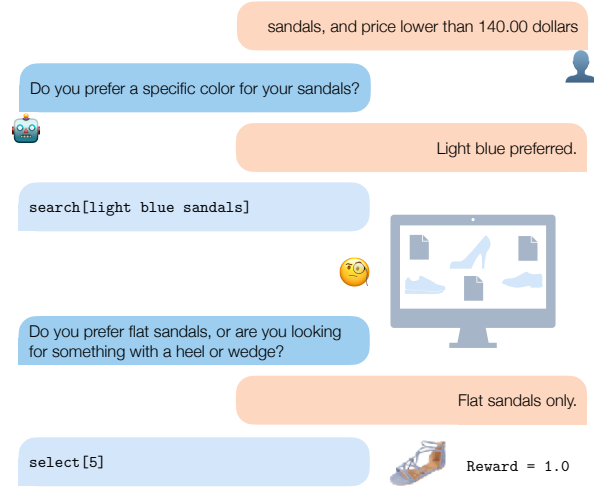 sandals, and price lower than 140.00 dollars
Do you prefer a specific color for your sandals?
Light blue preferred.
search[light blue sandals]
Do you prefer flat sandals, or are you looking
for something with a heel or wedge?
Flat sandals only.
select[5]
Reward = 1.0